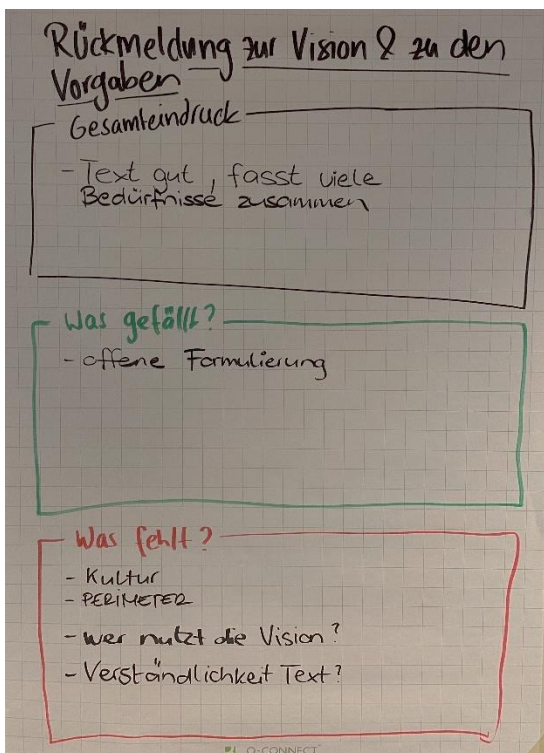 Rückmeldung zur Vision & zu den
Vorgaben
Gesamteindruck
- Text gut, fasst viele
Bedürfnisse zusammen
Was gefällt?
- offene Formulierung
Was fehlt?
- Kultur
- PERIMETER
- wer nutzt die Vision?
- Verständlichkeit Text?
Q-CONNECT